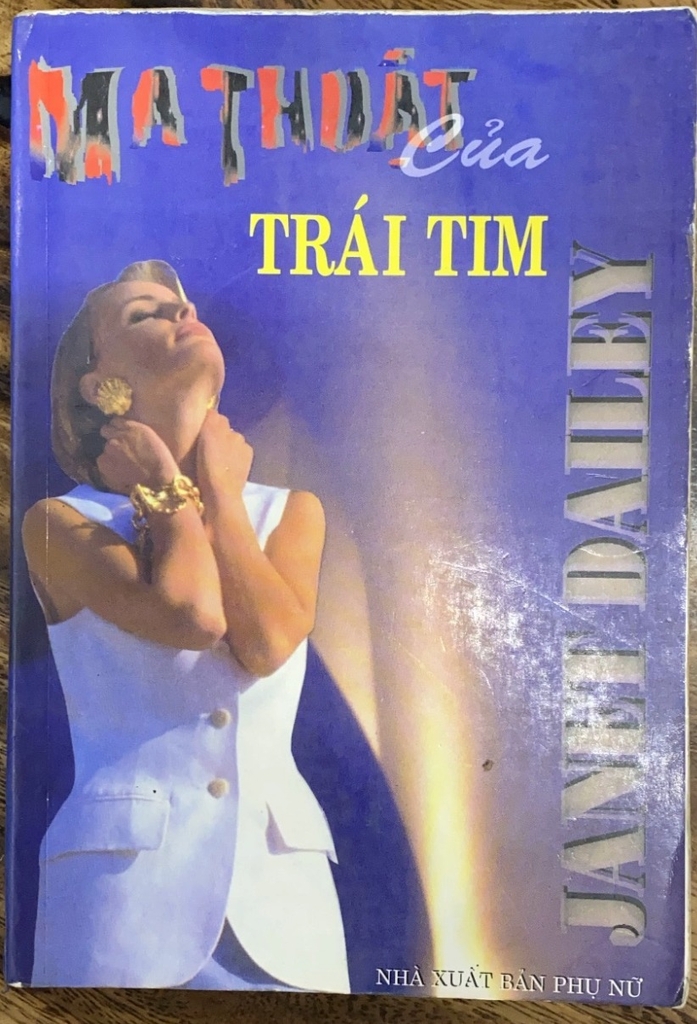 MA THUẬT
Của
TRÁI TIM
JANET DAILEY
NHÀ XUẤT BẢN PHỤ NỮ